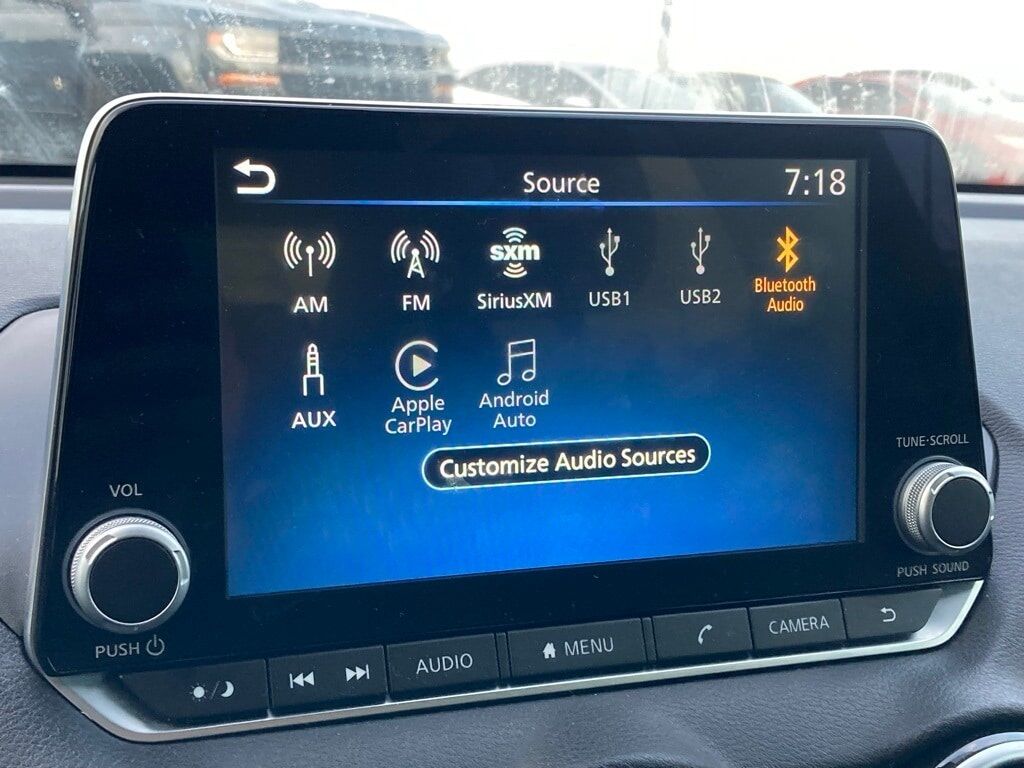 Source
7:18
AM
FM
sxm
SiriusXM
USB1
USB2
Bluetooth
Audio
AUX
Apple
CarPlay
Android
Auto
Customize Audio Sources
VOL
PUSH
TUNE·SCROLL
PUSH SOUND
AUDIO
MENU
CAMERA